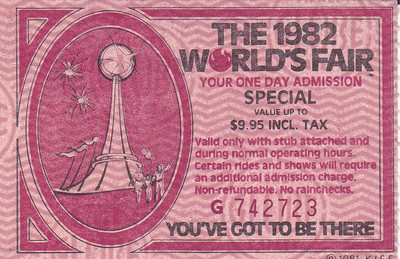 THE 1982
WORLD'S FAIR
YOUR ONE DAY ADMISSION
SPECIAL
VALUE UP TO
$9.95 INCL. TAX
Valid only with stub attached and
during normal operating hours.
Certain rides and shows will require
an additional admission charge.
Non-refundable. No rainchecks.
G 742723
YOU'VE GOT TO BE THERE
© 1981 K.I.E.E.